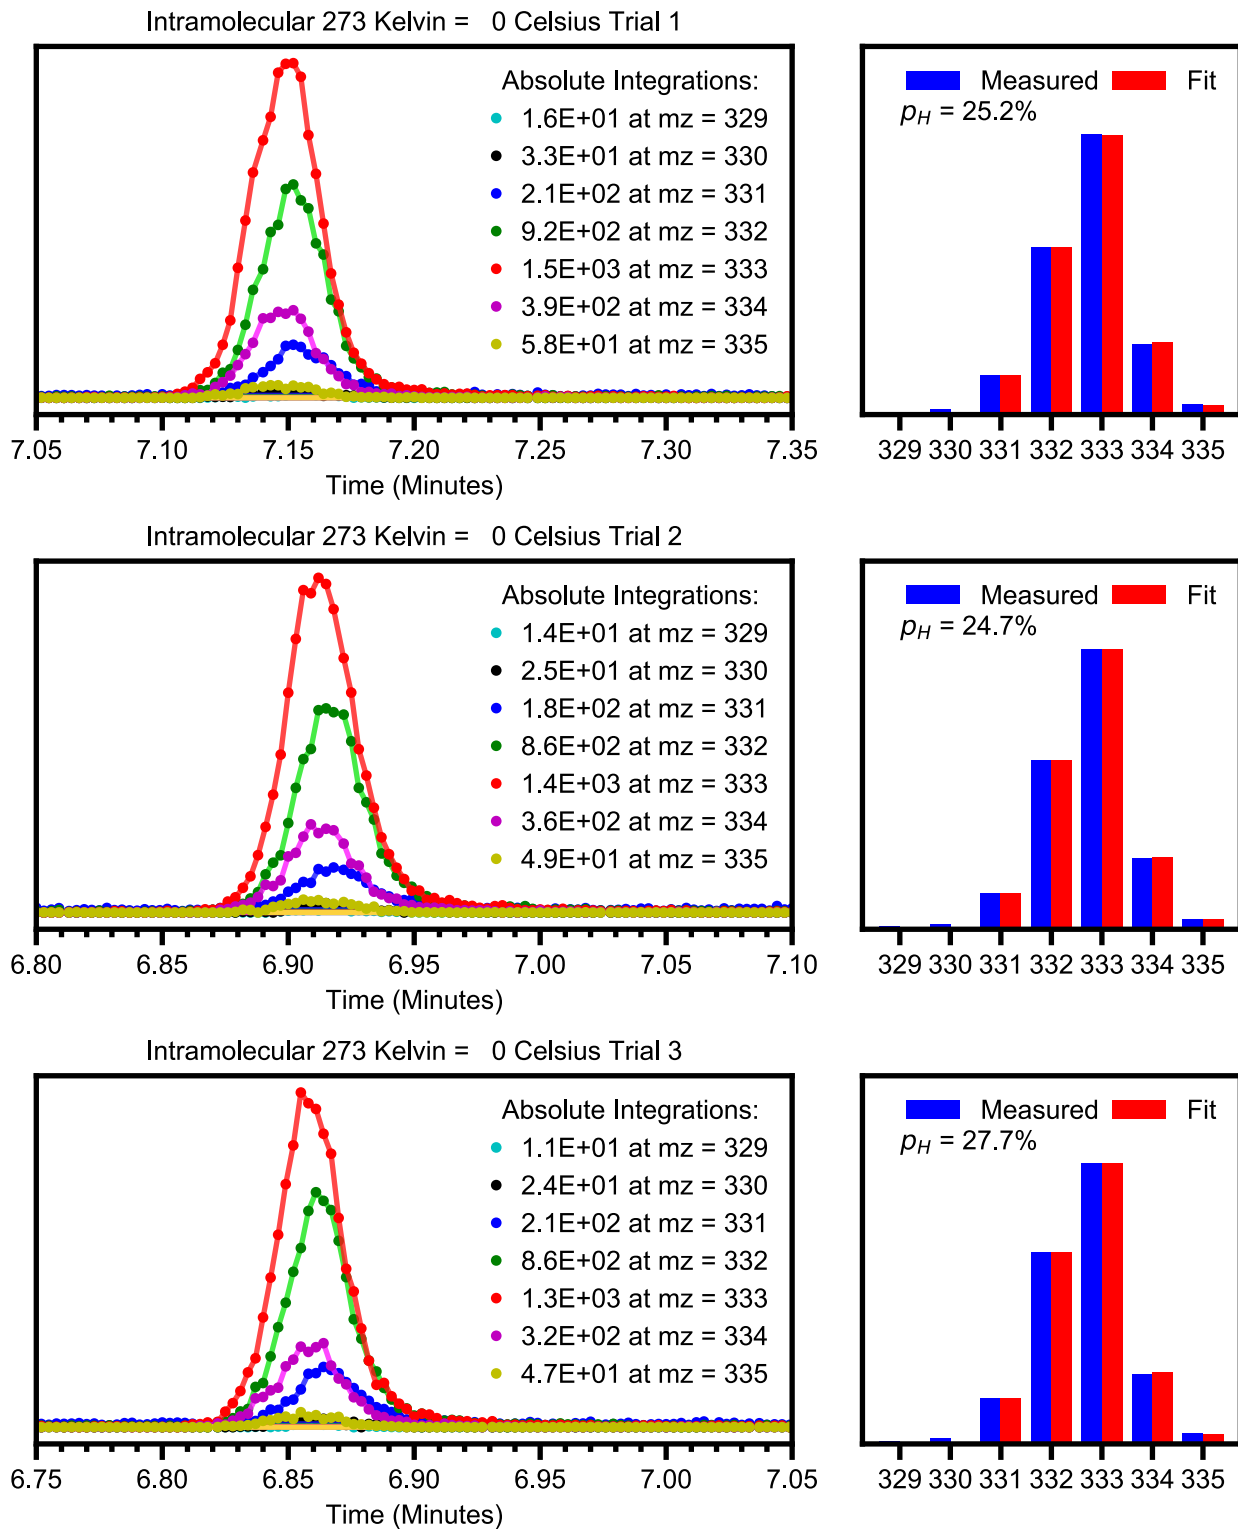 Intramolecular 273 Kelvin =   0 Celsius Trial 1
Absolute Integrations:
1.6E+01 at mz = 329
3.3E+01 at mz = 330
2.1E+02 at mz = 331
9.2E+02 at mz = 332
1.5E+03 at mz = 333
3.9E+02 at mz = 334
5.8E+01 at mz = 335
7.05 7.10 7.15 7.20 7.25 7.30 7.35
Time (Minutes)
Measured Fit
pH = 25.2%
329 330 331 332 333 334 335
Intramolecular 273 Kelvin =   0 Celsius Trial 2
Absolute Integrations:
1.4E+01 at mz = 329
2.5E+01 at mz = 330
1.8E+02 at mz = 331
8.6E+02 at mz = 332
1.4E+03 at mz = 333
3.6E+02 at mz = 334
4.9E+01 at mz = 335
6.80 6.85 6.90 6.95 7.00 7.05 7.10
Time (Minutes)
Measured Fit
pH = 24.7%
329 330 331 332 333 334 335
Intramolecular 273 Kelvin =   0 Celsius Trial 3
Absolute Integrations:
1.1E+01 at mz = 329
2.4E+01 at mz = 330
2.1E+02 at mz = 331
8.6E+02 at mz = 332
1.3E+03 at mz = 333
3.2E+02 at mz = 334
4.7E+01 at mz = 335
6.75 6.80 6.85 6.90 6.95 7.00 7.05
Time (Minutes)
Measured Fit
pH = 27.7%
329 330 331 332 333 334 335